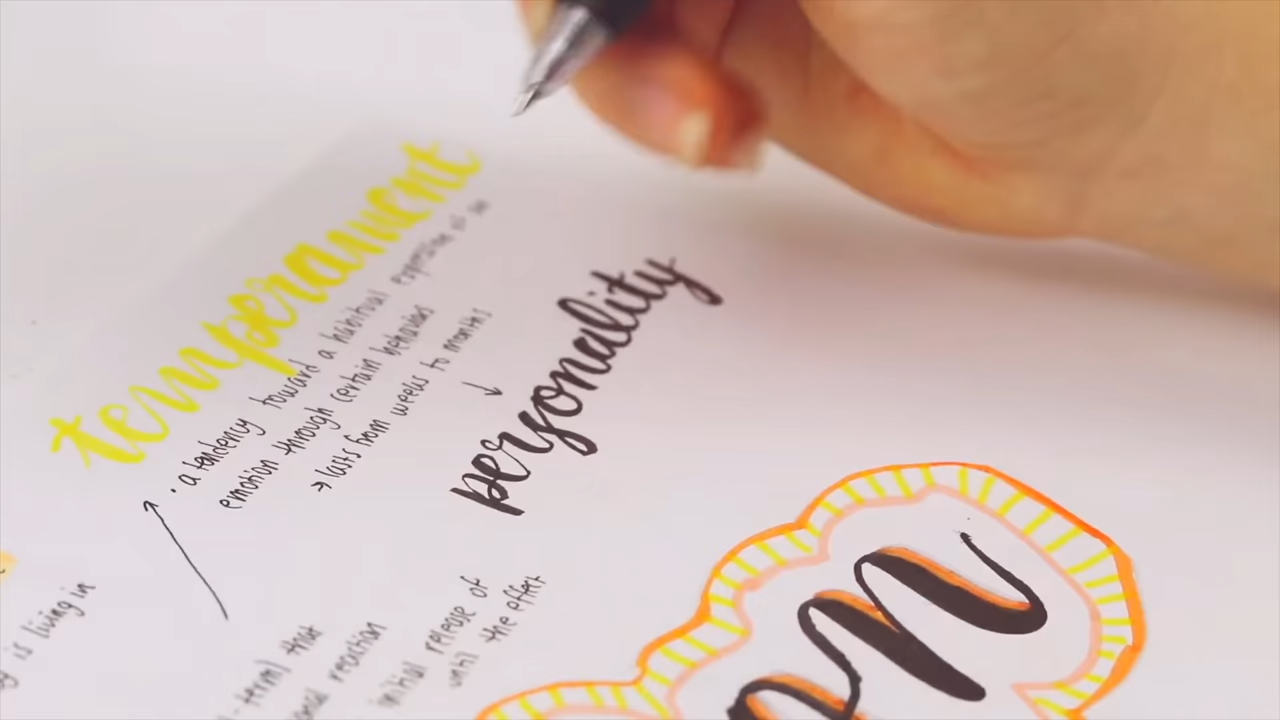 temperament
• a tendency toward a habitual expression of an
emotion through certain behaviors
→ lasts from weeks to months
↓
personality
is living in
-term) that
reaction
initial release of
until the effect
on